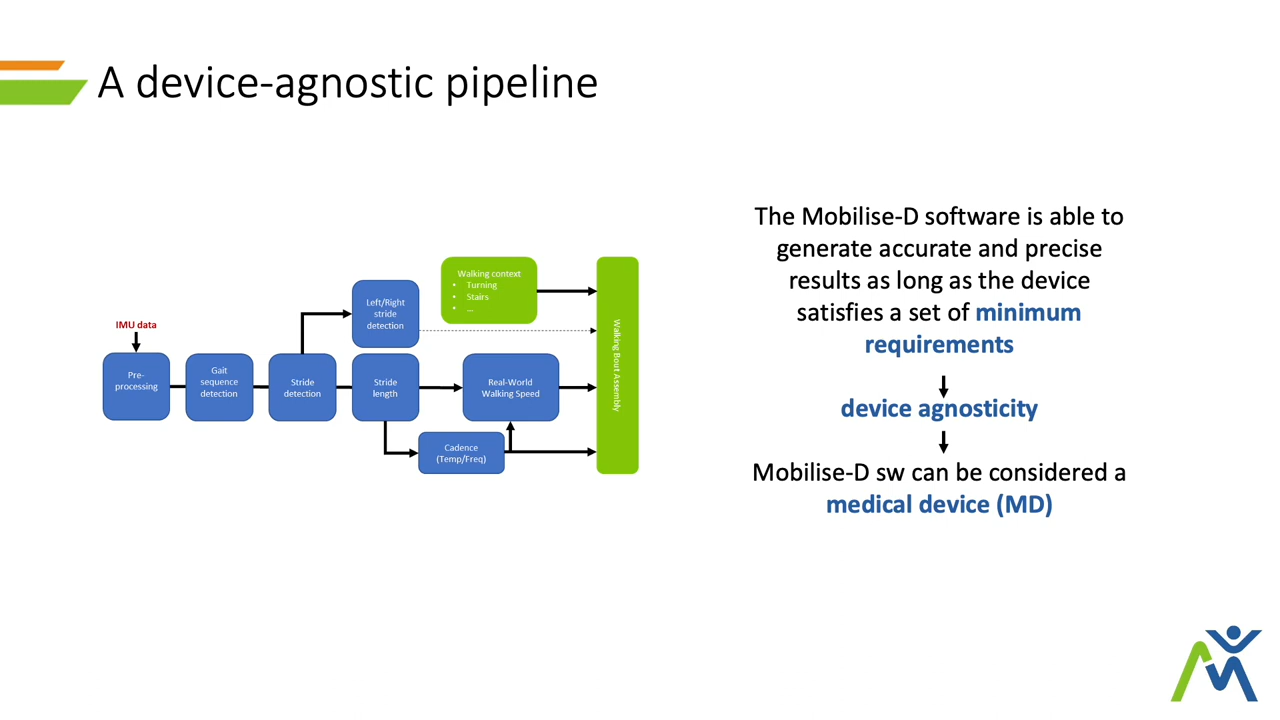 A device-agnostic pipeline
IMU data
Pre-
processing
Gait
sequence
detection
Stride
detection
Left/Right
stride
detection
Stride
length
Walking context
• Turning
• Stairs
• ...
Cadence
(Temp/Freq)
Real-World
Walking Speed
Walking Bout Assembly
The Mobilise-D software is able to
generate accurate and precise
results as long as the device
satisfies a set of minimum
requirements
device agnosticity
Mobilise-D sw can be considered a
medical device (MD)